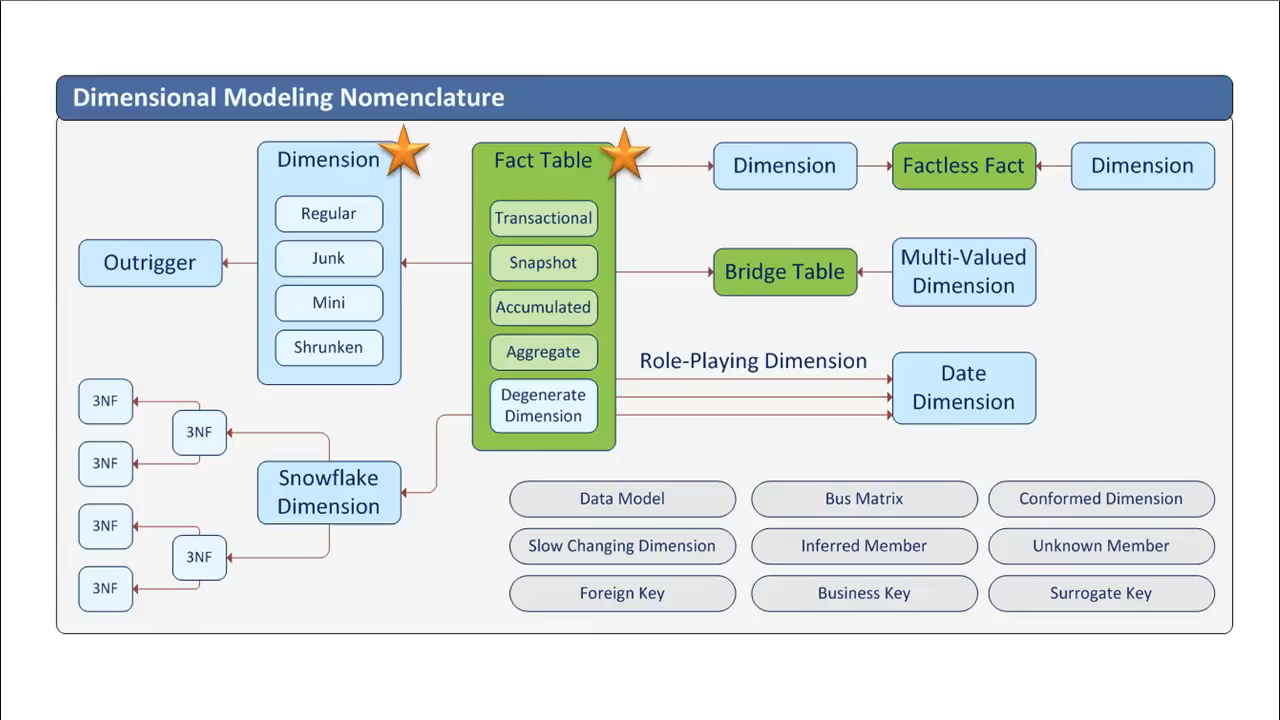 Dimensional Modeling Nomenclature
Dimension
Regular
Junk
Mini
Shrunken
Outrigger
Fact Table
Transactional
Snapshot
Accumulated
Aggregate
Degenerate
Dimension
Dimension
Factless Fact
Dimension
Bridge Table
Multi-Valued
Dimension
Role-Playing Dimension
Date
Dimension
3NF
3NF
3NF
Snowflake
Dimension
3NF
3NF
3NF
Data Model
Bus Matrix
Conformed Dimension
Slow Changing Dimension
Inferred Member
Unknown Member
Foreign Key
Business Key
Surrogate Key